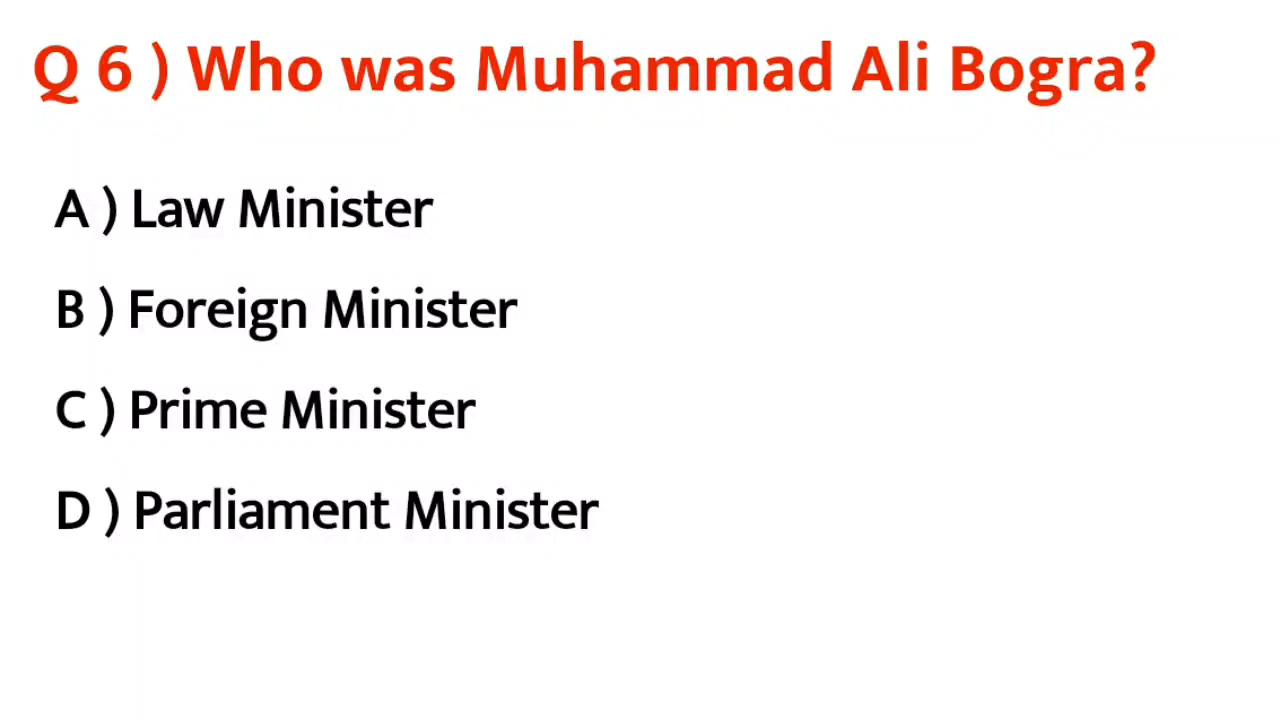 Q 6 ) Who was Muhammad Ali Bogra?
A ) Law Minister
B ) Foreign Minister
C ) Prime Minister
D ) Parliament Minister